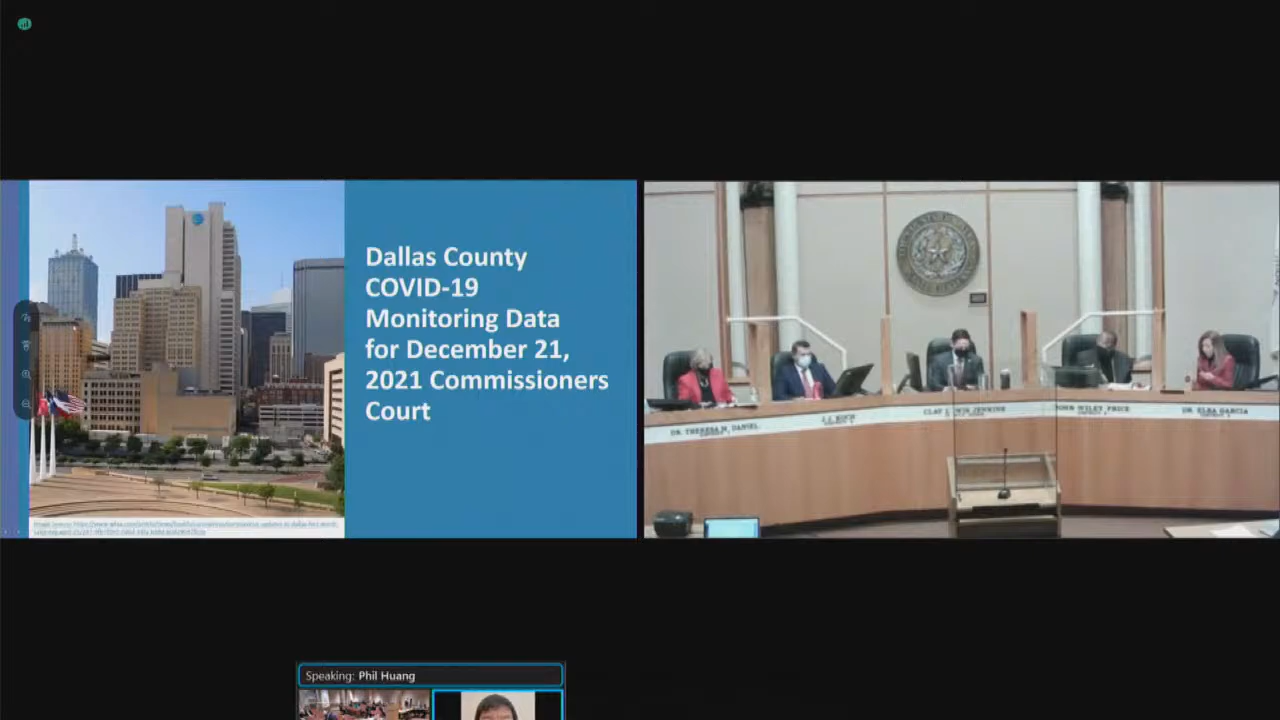 Dallas County
COVID-19
Monitoring Data
for December 21,
2021 Commissioners
Court
DR. THERESA M. DANIEL
J.J. KOCH
CLAY LEWIS JENKINS
JOHN WILEY PRICE
DR. ELBA GARCIA
Speaking: Phil Huang